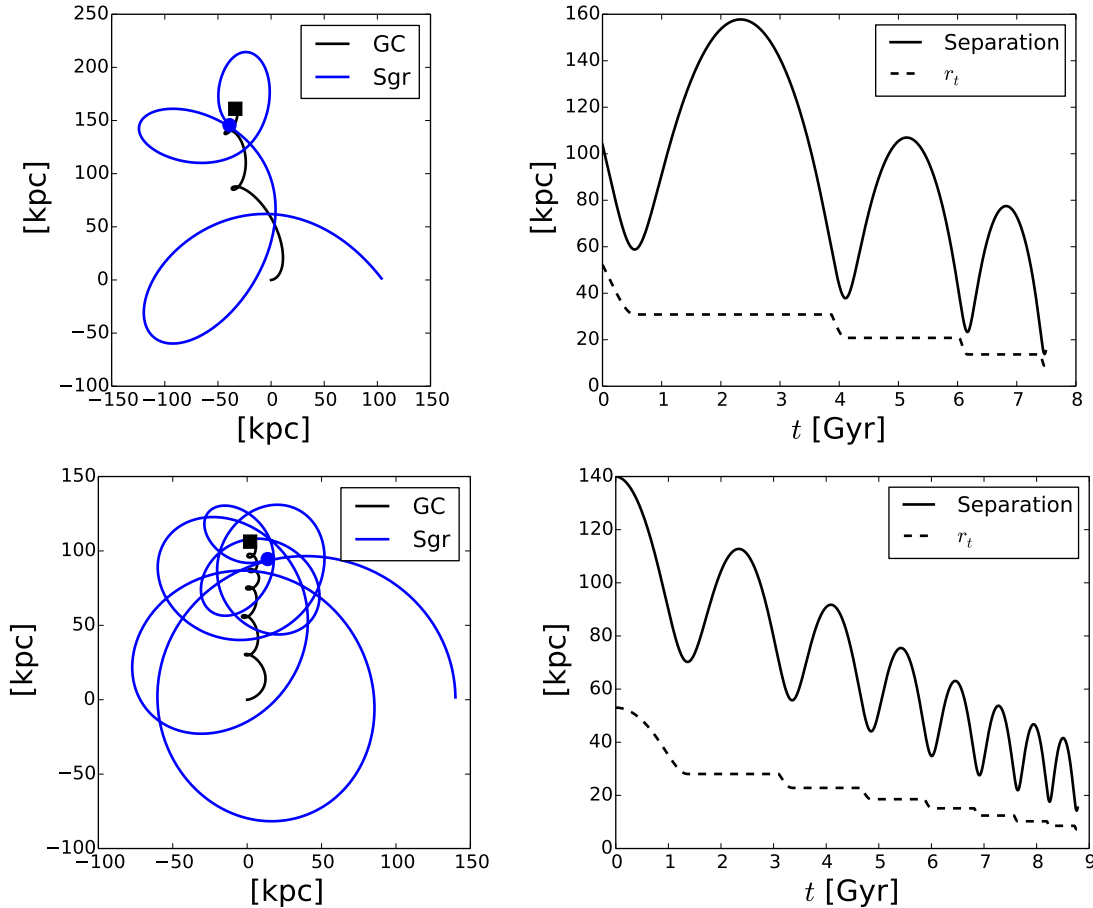 250
200
150
100
50
0
−50
−100
[kpc]
GC
Sgr
−150 −100 −50 0 50 100 150
[kpc]
160
140
120
100
80
60
40
20
0
[kpc]
Separation
r_t
0 1 2 3 4 5 6 7 8
t [Gyr]
150
100
50
0
−50
−100
[kpc]
GC
Sgr
−100 −50 0 50 100 150
[kpc]
140
120
100
80
60
40
20
0
[kpc]
Separation
r_t
0 1 2 3 4 5 6 7 8 9
t [Gyr]